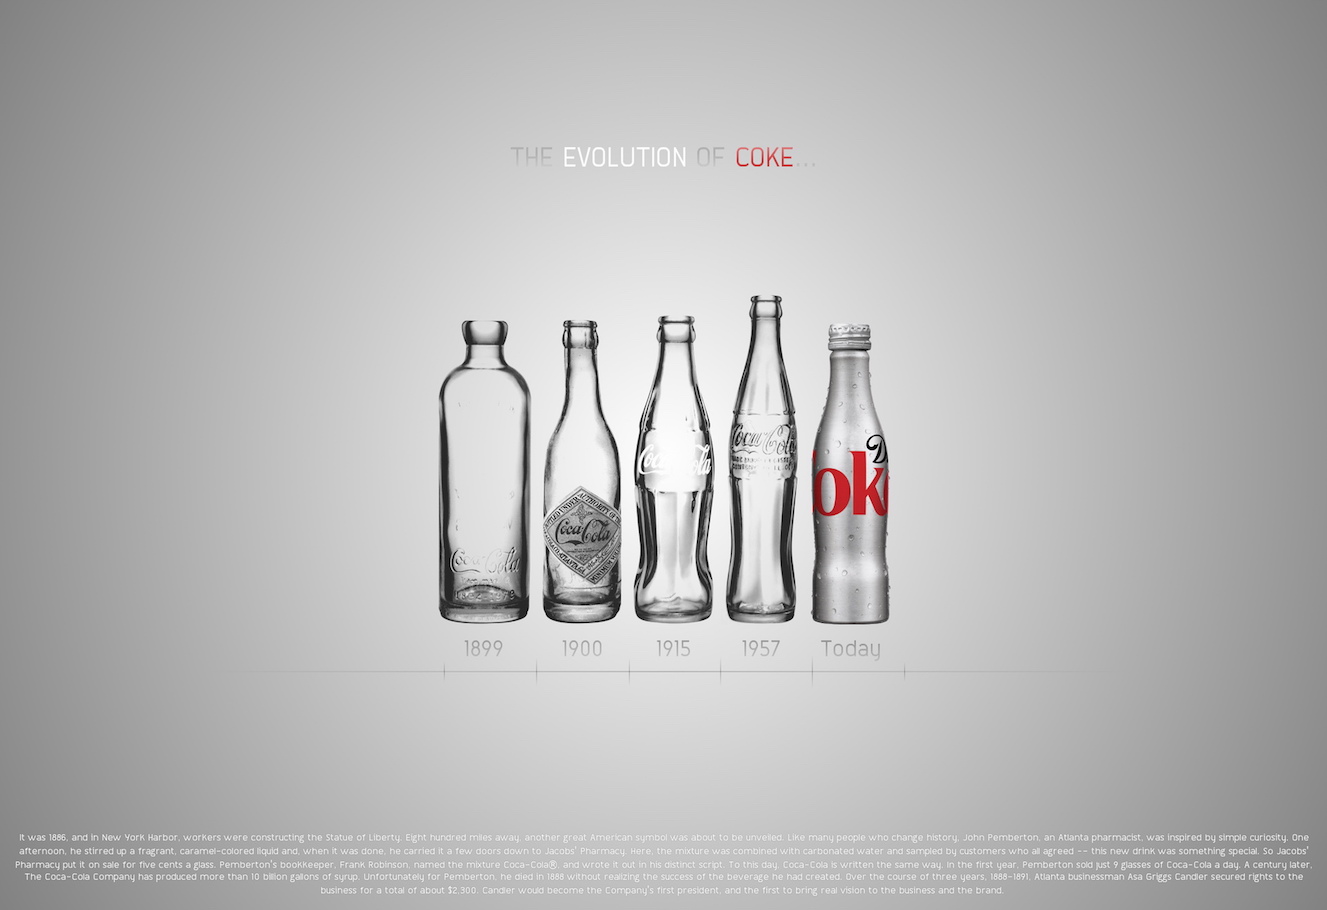 THE EVOLUTION OF COKE...
Coca-Cola
Coca-Cola
Coca-Cola
Coca-Cola
D
oke
1899 1900 1915 1957 Today
It was 1886, and in New York Harbor, workers were constructing the Statue of Liberty. Eight hundred miles away, another great American symbol was about to be unveiled. Like many people who change history, John Pemberton, an Atlanta pharmacist, was inspired by simple curiosity. One
afternoon, he stirred up a fragrant, caramel-colored liquid and, when it was done, he carried it a few doors down to Jacobs' Pharmacy. Here, the mixture was combined with carbonated water and sampled by customers who all agreed -- this new drink was something special. So Jacobs'
Pharmacy put it on sale for five cents a glass. Pemberton's bookkeeper, Frank Robinson, named the mixture Coca-Cola®, and wrote it out in his distinct script. To this day, Coca-Cola is written the same way. In the first year, Pemberton sold just 9 glasses of Coca-Cola a day. A century later,
The Coca-Cola Company has produced more than 10 billion gallons of syrup. Unfortunately for Pemberton, he died in 1888 without realizing the success of the beverage he had created. Over the course of three years, 1888-1891, Atlanta businessman Asa Griggs Candler secured rights to the
business for a total of about $2,300. Candler would become the Company's first president, and the first to bring real vision to the business and the brand.